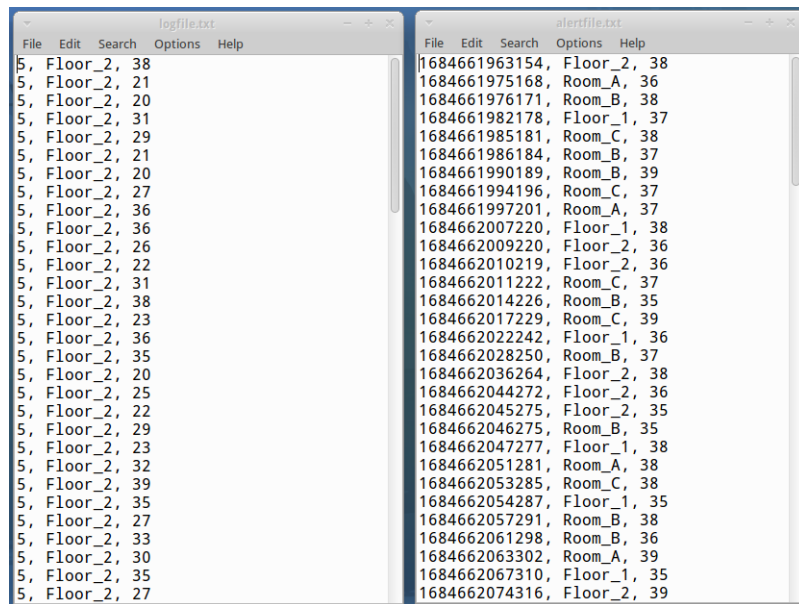 logfile.txt
File Edit Search Options Help
5, Floor_2, 38
5, Floor_2, 21
5, Floor_2, 20
5, Floor_2, 31
5, Floor_2, 29
5, Floor_2, 21
5, Floor_2, 20
5, Floor_2, 27
5, Floor_2, 36
5, Floor_2, 36
5, Floor_2, 26
5, Floor_2, 22
5, Floor_2, 31
5, Floor_2, 38
5, Floor_2, 23
5, Floor_2, 36
5, Floor_2, 35
5, Floor_2, 20
5, Floor_2, 25
5, Floor_2, 22
5, Floor_2, 29
5, Floor_2, 23
5, Floor_2, 32
5, Floor_2, 39
5, Floor_2, 35
5, Floor_2, 27
5, Floor_2, 33
5, Floor_2, 30
5, Floor_2, 35
5, Floor_2, 27
alertfile.txt
File Edit Search Options Help
1684661963154, Floor_2, 38
1684661975168, Room_A, 36
1684661976171, Room_B, 38
1684661982178, Floor_1, 37
1684661985181, Room_C, 38
1684661986184, Room_B, 37
1684661990189, Room_B, 39
1684661994196, Room_C, 37
1684661997201, Room_A, 37
1684662007220, Floor_1, 38
1684662009220, Floor_2, 36
1684662010219, Floor_2, 36
1684662011222, Room_C, 37
1684662014226, Room_B, 35
1684662017229, Room_C, 39
1684662022242, Floor_1, 36
1684662028250, Room_B, 37
1684662036264, Floor_2, 38
1684662044272, Floor_2, 36
1684662045275, Floor_2, 35
1684662046275, Room_B, 35
1684662047277, Floor_1, 38
1684662051281, Room_A, 38
1684662053285, Room_C, 38
1684662054287, Floor_1, 35
1684662057291, Room_B, 38
1684662061298, Room_B, 36
1684662063302, Room_A, 39
1684662067310, Floor_1, 35
1684662074316, Floor_2, 39